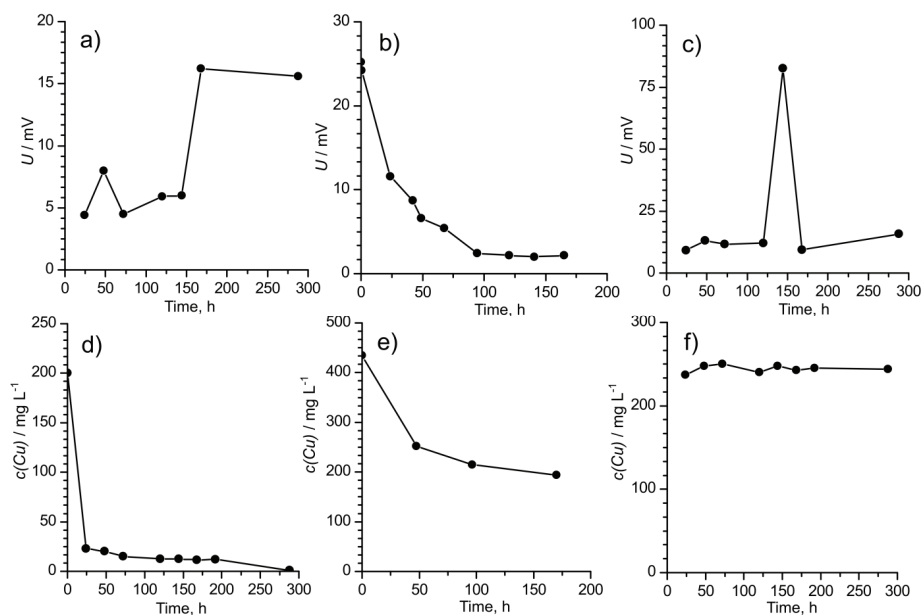 a)
20
15
10
5
0
U / mV
0 50 100 150 200 250 300
Time, h
b)
30
20
10
0
U / mV
0 50 100 150 200
Time, h
c)
100
75
50
25
0
U / mV
0 50 100 150 200 250 300
Time, h
d)
250
200
150
100
50
0
c(Cu) / mg L⁻¹
0 50 100 150 200 250 300
Time, h
e)
500
400
300
200
100
0
c(Cu) / mg L⁻¹
0 50 100 150 200
Time, h
f)
300
200
100
0
c(Cu) / mg L⁻¹
0 50 100 150 200 250 300
Time, h